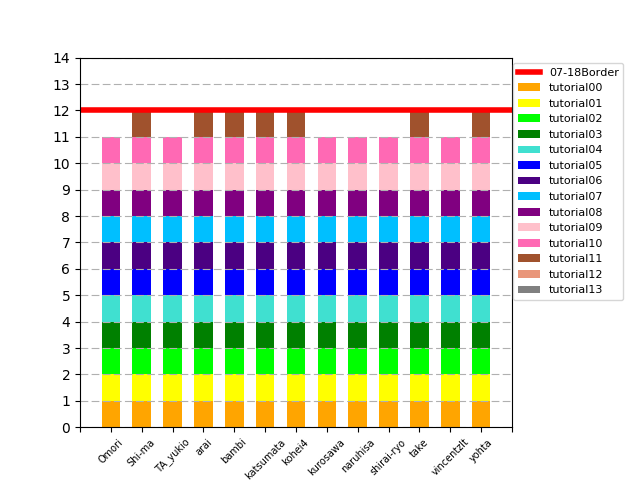 14
13
12
11
10
9
8
7
6
5
4
3
2
1
0
Omori
Shi-ma
TA_yukio
arai
bambi
katsumata
kohei4
kurosawa
naruhisa
shirai-ryo
take
vincentzlt
yohta
07-18Border
tutorial00
tutorial01
tutorial02
tutorial03
tutorial04
tutorial05
tutorial06
tutorial07
tutorial08
tutorial09
tutorial10
tutorial11
tutorial12
tutorial13